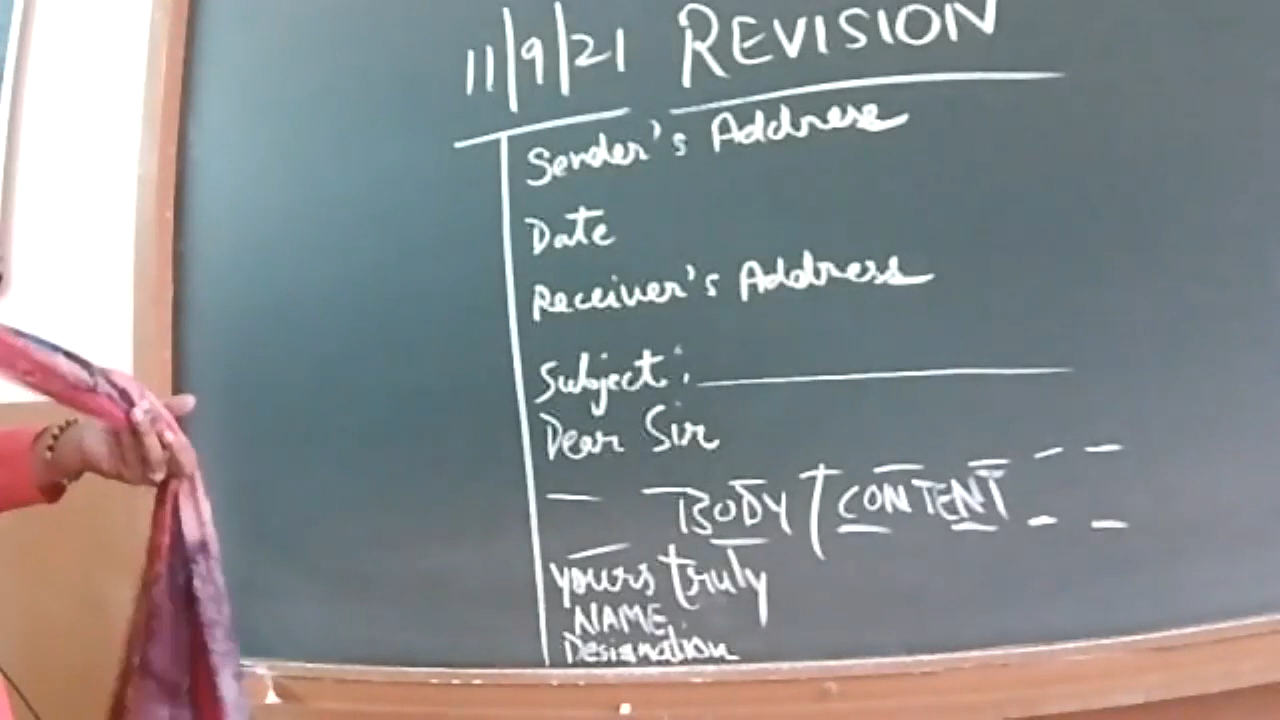 11/9/21 REVISION
Sender's Address
Date
Receiver's Address
Subject:
Dear Sir
BODY / CONTENT
yours truly
NAME
Designation